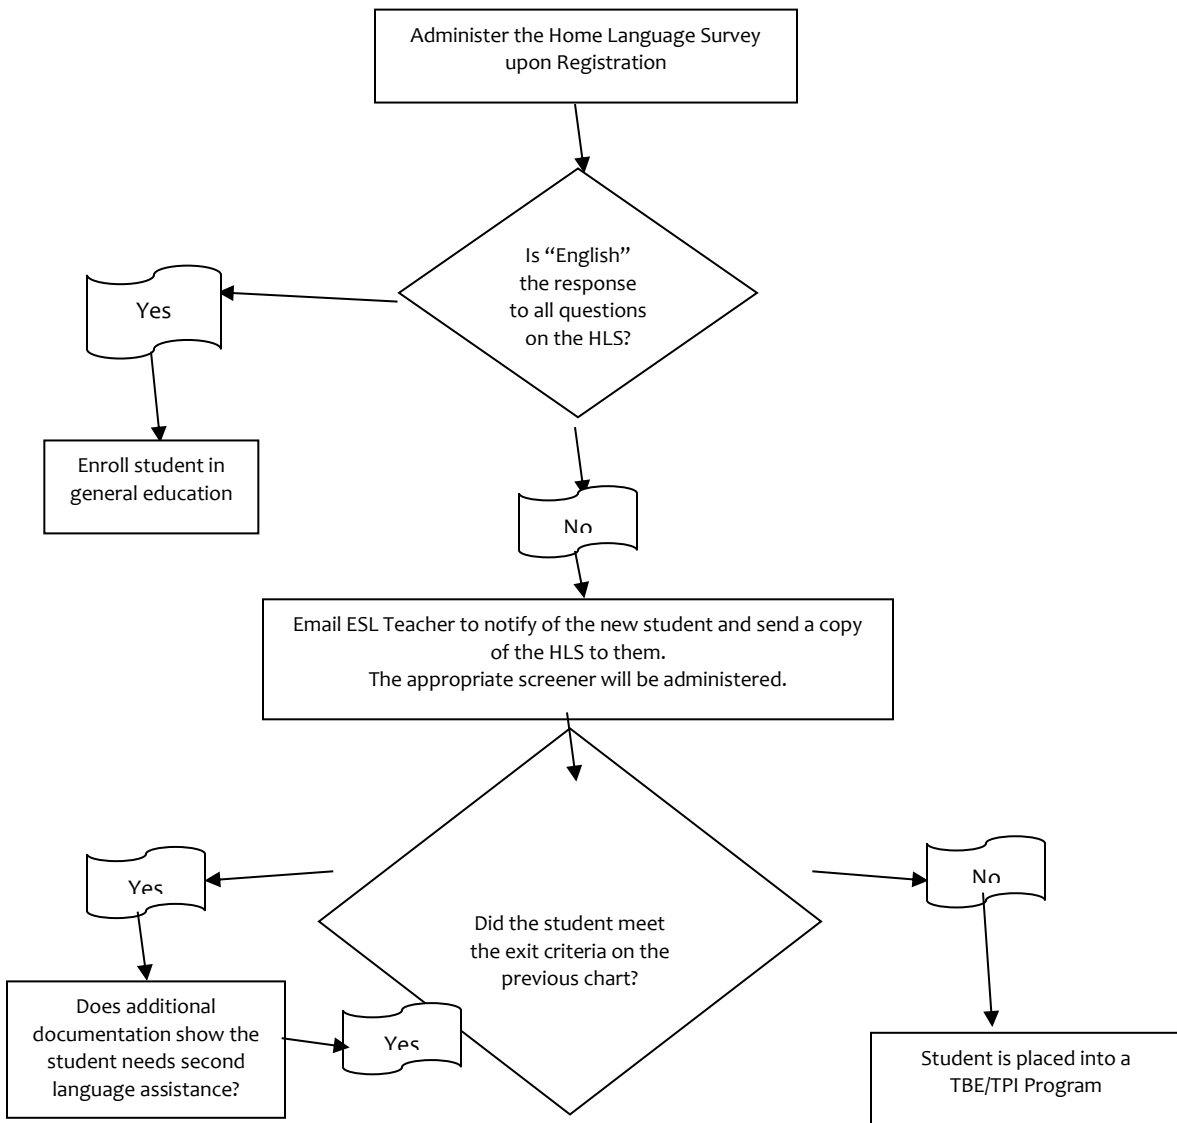 Administer the Home Language Survey
upon Registration
Is “English”
the response
to all questions
on the HLS?
Yes
Enroll student in
general education
No
Email ESL Teacher to notify of the new student and send a copy
of the HLS to them.
The appropriate screener will be administered.
Yes
No
Did the student meet
the exit criteria on the
previous chart?
Does additional
documentation show the
student needs second
language assistance?
Yes
Student is placed into a
TBE/TPI Program